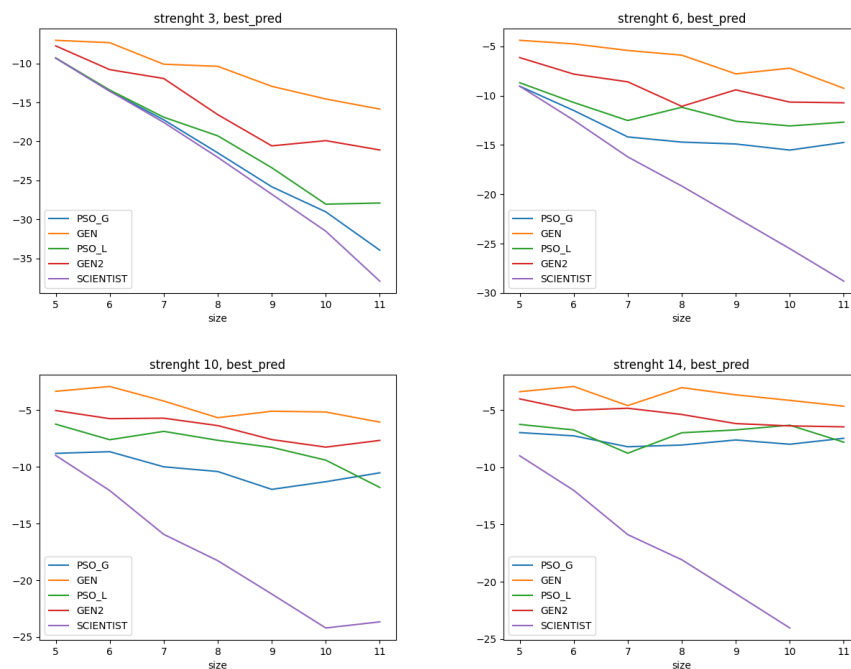 strenght 3, best_pred
−10
−15
−20
−25
−30
−35
PSO_G
GEN
PSO_L
GEN2
SCIENTIST
5 6 7 8 9 10 11
size
strenght 6, best_pred
−5
−10
−15
−20
−25
−30
PSO_G
GEN
PSO_L
GEN2
SCIENTIST
5 6 7 8 9 10 11
size
strenght 10, best_pred
−5
−10
−15
−20
−25
PSO_G
GEN
PSO_L
GEN2
SCIENTIST
5 6 7 8 9 10 11
size
strenght 14, best_pred
−5
−10
−15
−20
−25
PSO_G
GEN
PSO_L
GEN2
SCIENTIST
5 6 7 8 9 10 11
size